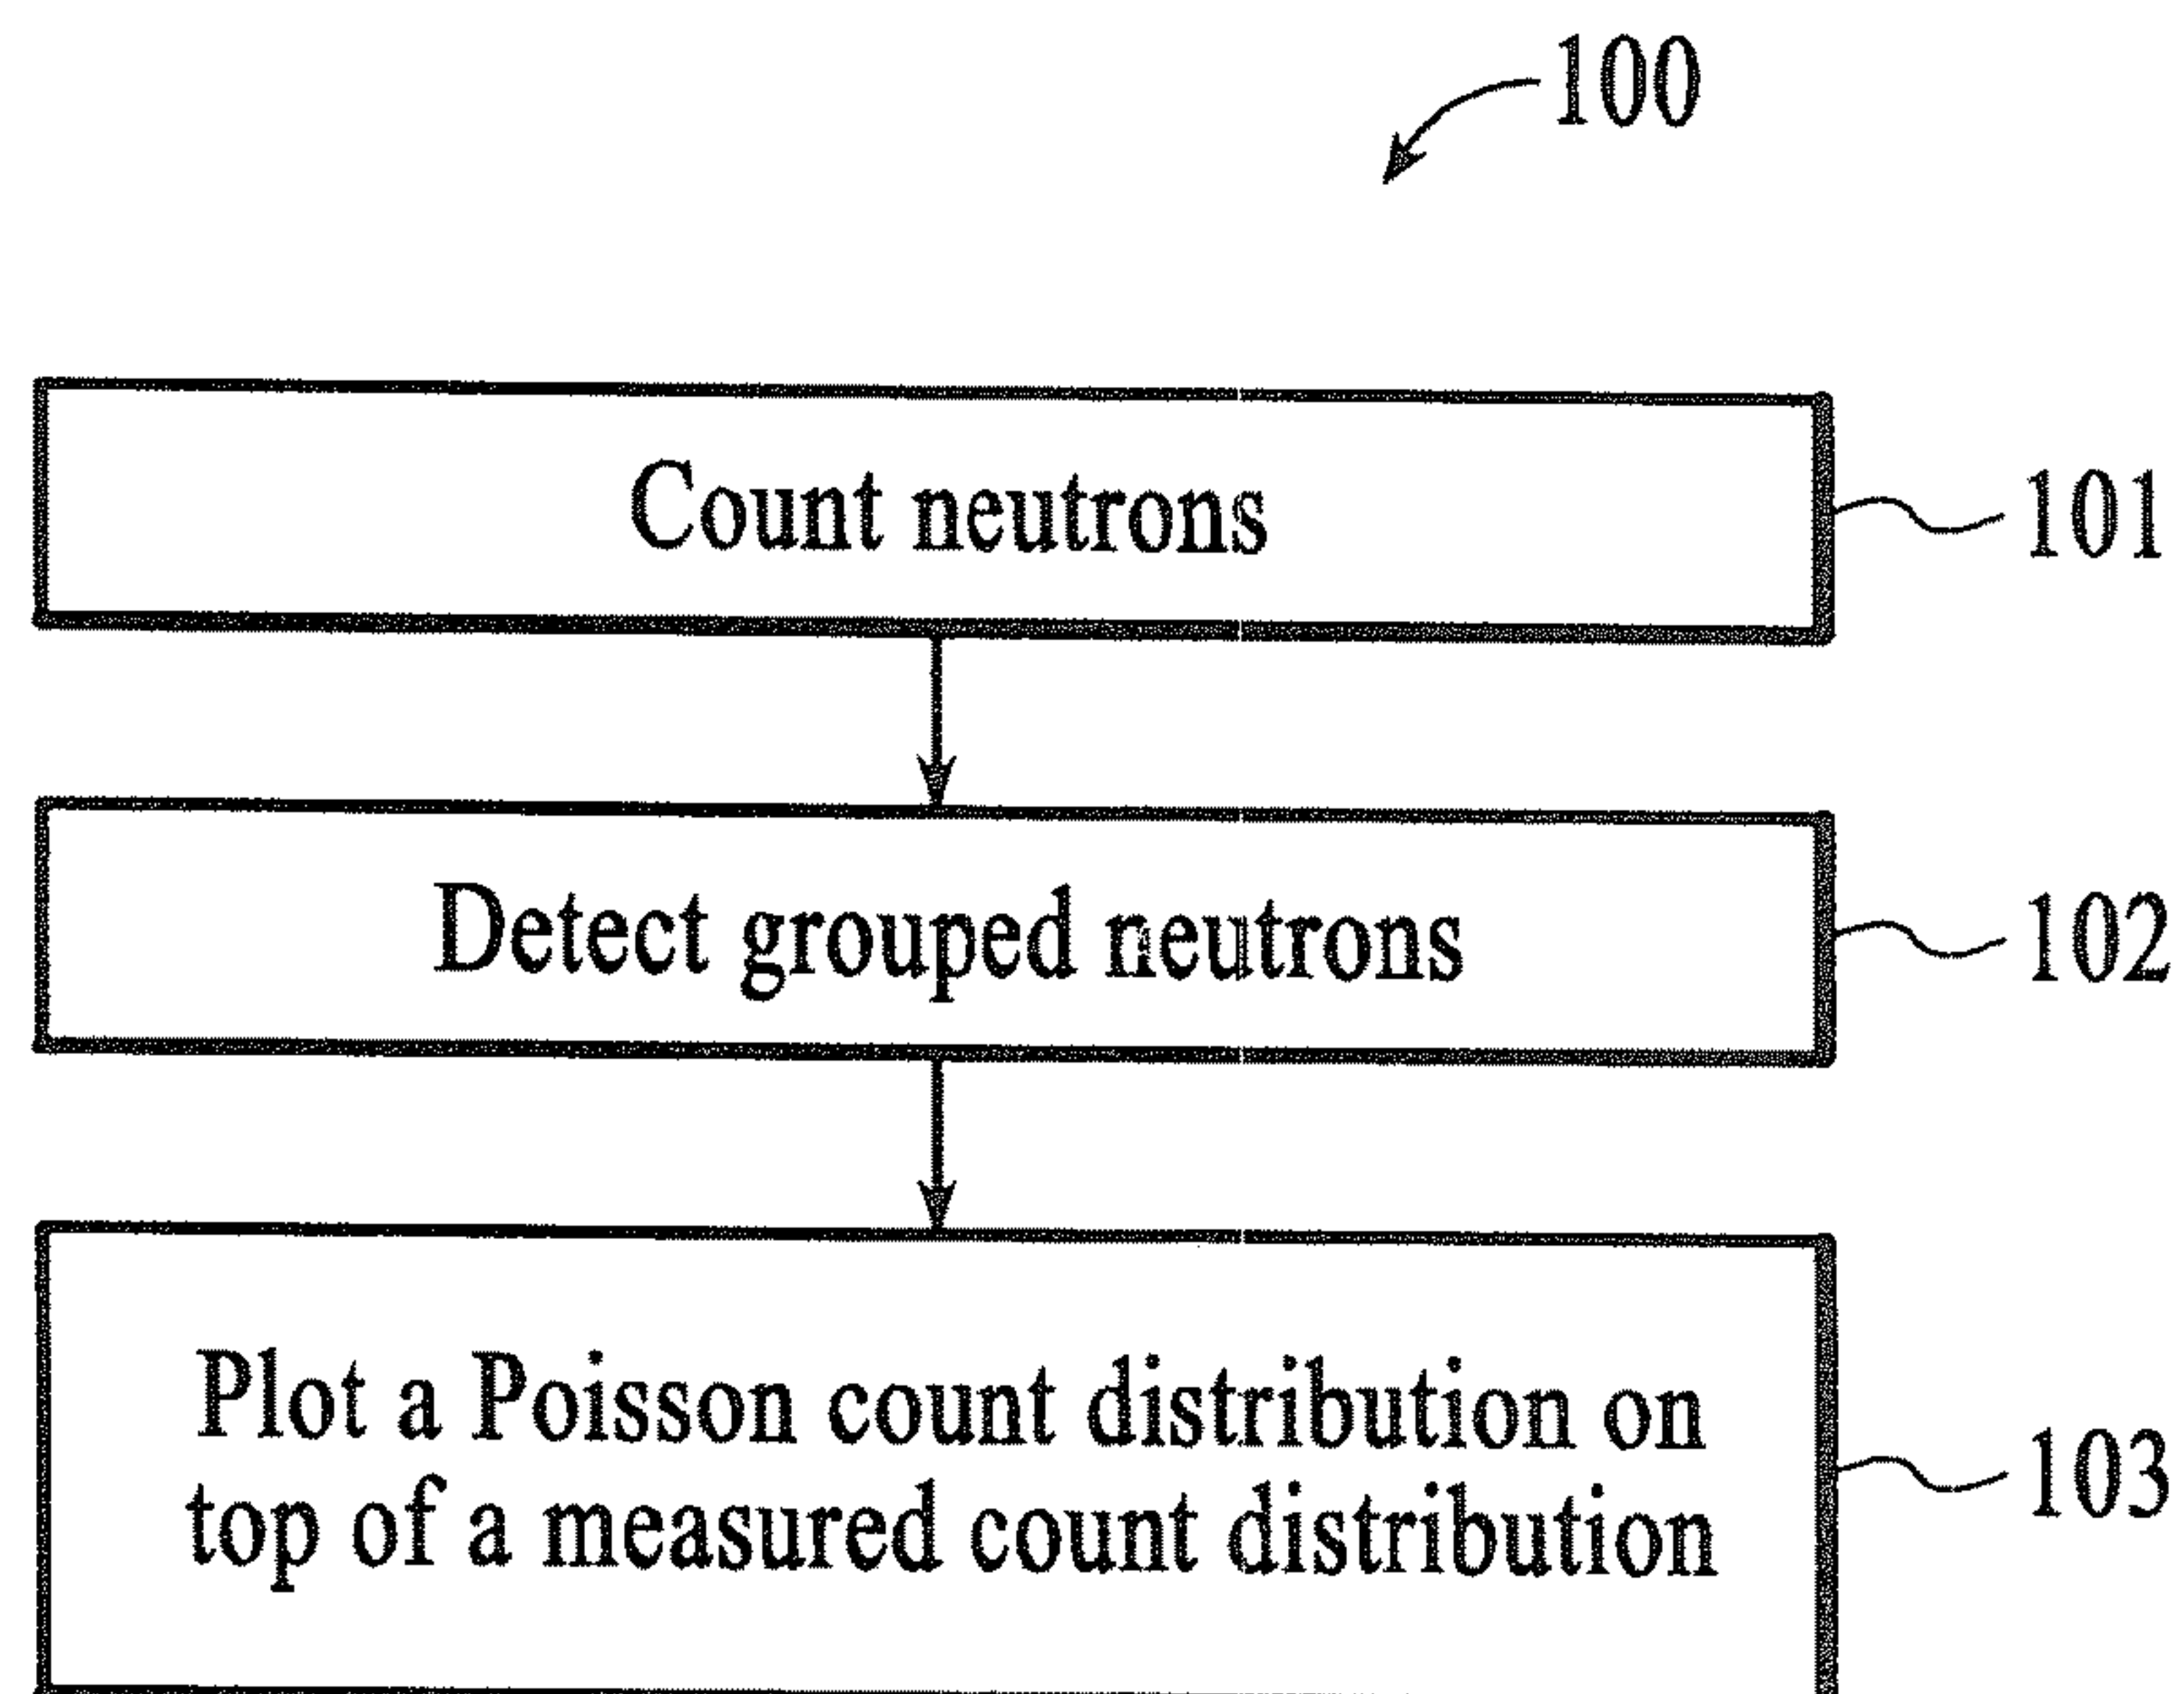 100
Count neutrons
101
Detect grouped neutrons
102
Plot a Poisson count distribution on
top of a measured count distribution
103